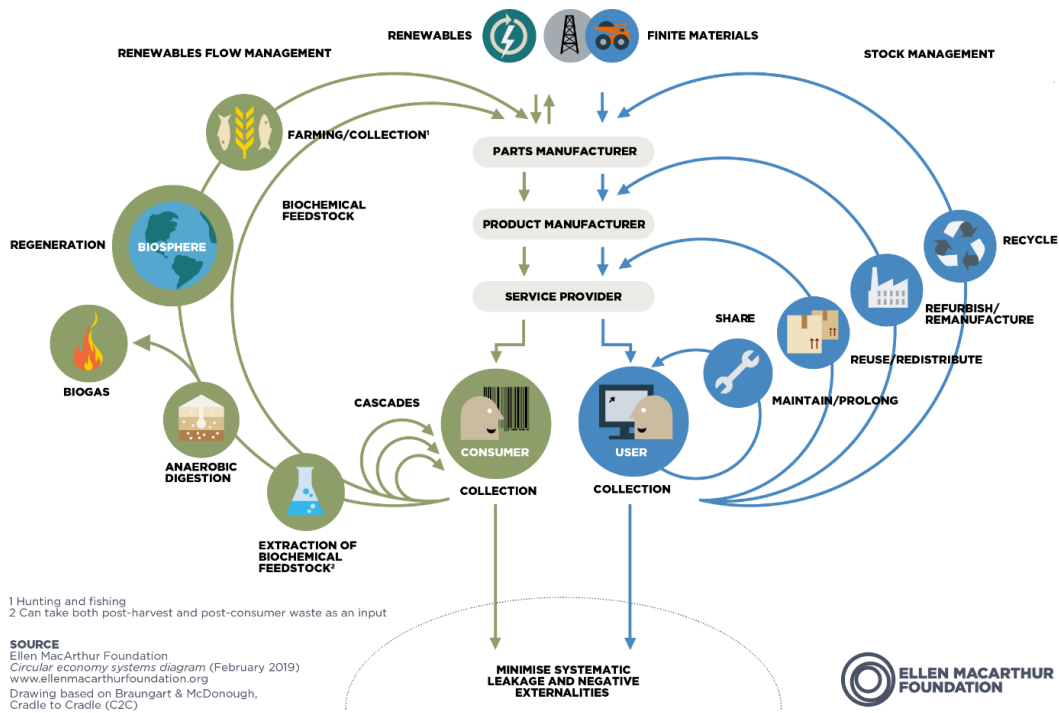 RENEWABLES
FINITE MATERIALS
RENEWABLES FLOW MANAGEMENT
STOCK MANAGEMENT
FARMING/COLLECTION¹
PARTS MANUFACTURER
BIOCHEMICAL
FEEDSTOCK
PRODUCT MANUFACTURER
REGENERATION
BIOSPHERE
RECYCLE
SERVICE PROVIDER
REFURBISH/
REMANUFACTURE
SHARE
REUSE/REDISTRIBUTE
BIOGAS
MAINTAIN/PROLONG
CASCADES
CONSUMER
USER
ANAEROBIC
DIGESTION
COLLECTION
COLLECTION
EXTRACTION OF
BIOCHEMICAL
FEEDSTOCK²
1 Hunting and fishing
2 Can take both post-harvest and post-consumer waste as an input
SOURCE
Ellen MacArthur Foundation
Circular economy systems diagram (February 2019)
www.ellenmacarthurfoundation.org
Drawing based on Braungart & McDonough,
Cradle to Cradle (C2C)
MINIMISE SYSTEMATIC
LEAKAGE AND NEGATIVE
EXTERNALITIES
ELLEN MACARTHUR
FOUNDATION